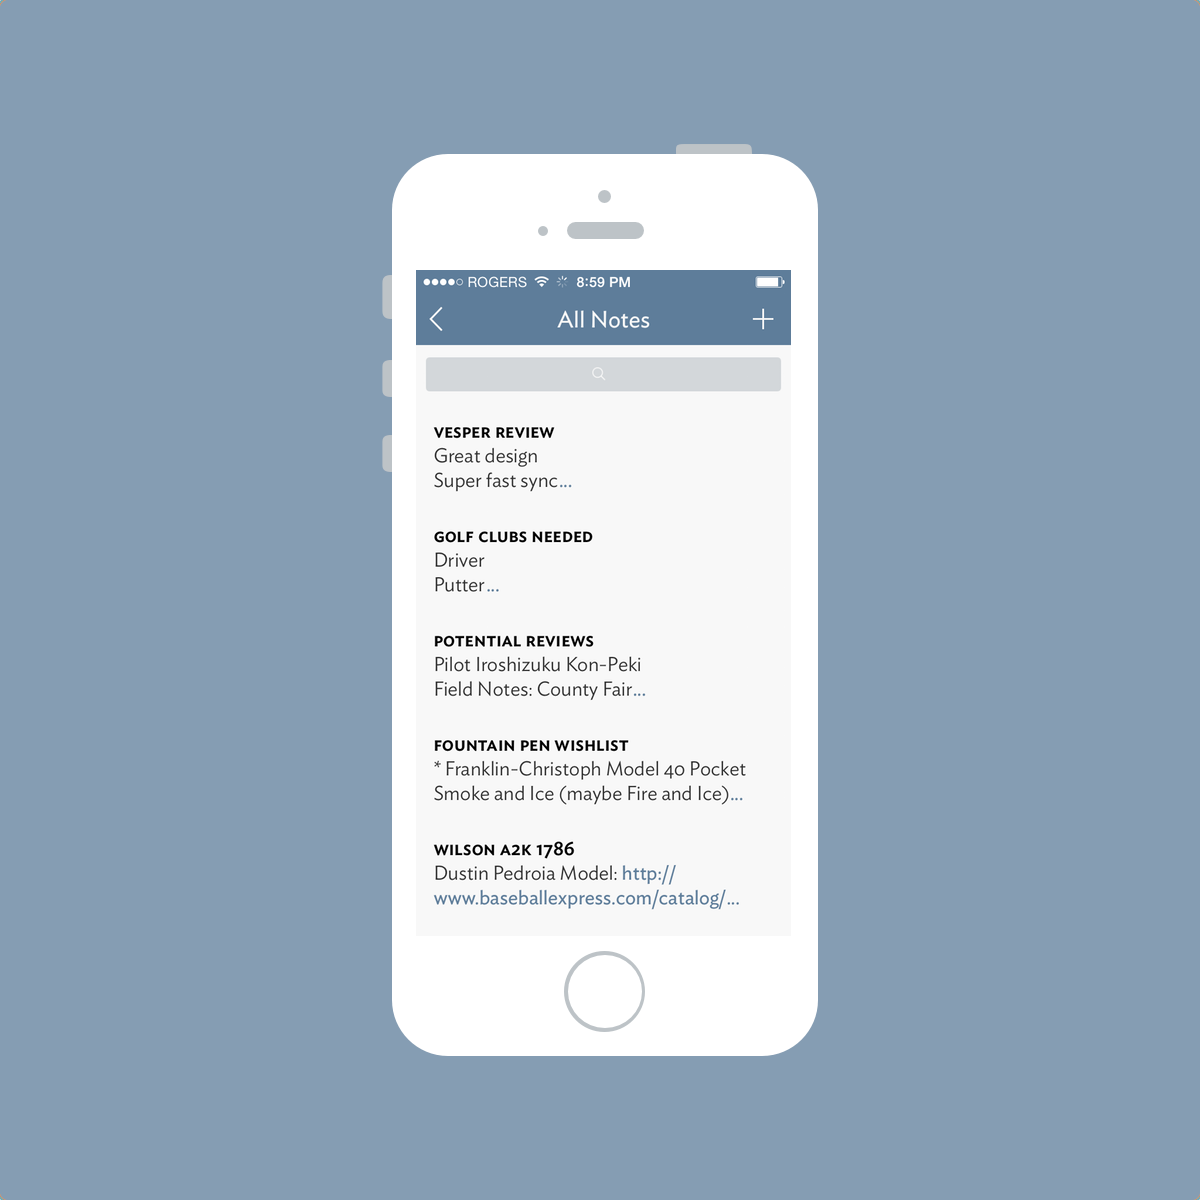 ROGERS 8:59 PM
All Notes
VESPER REVIEW
Great design
Super fast sync...
GOLF CLUBS NEEDED
Driver
Putter...
POTENTIAL REVIEWS
Pilot Iroshizuku Kon-Peki
Field Notes: County Fair...
FOUNTAIN PEN WISHLIST
* Franklin-Christoph Model 40 Pocket
Smoke and Ice (maybe Fire and Ice)...
WILSON A2K 1786
Dustin Pedroia Model: http://
www.baseballexpress.com/catalog/...